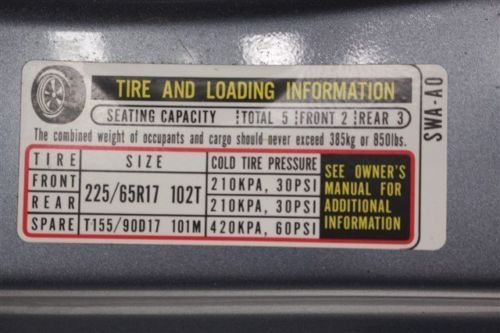 TIRE AND LOADING INFORMATION
SEATING CAPACITY TOTAL 5 FRONT 2 REAR 3
The combined weight of occupants and cargo should never exceed 385kg or 850lbs.
TIRE SIZE COLD TIRE PRESSURE
FRONT 225/65R17 102T 210KPA, 30PSI
REAR 210KPA, 30PSI
SPARE T155/90D17 101M 420KPA, 60PSI
SEE OWNER'S
MANUAL FOR
ADDITIONAL
INFORMATION
SWA-A0